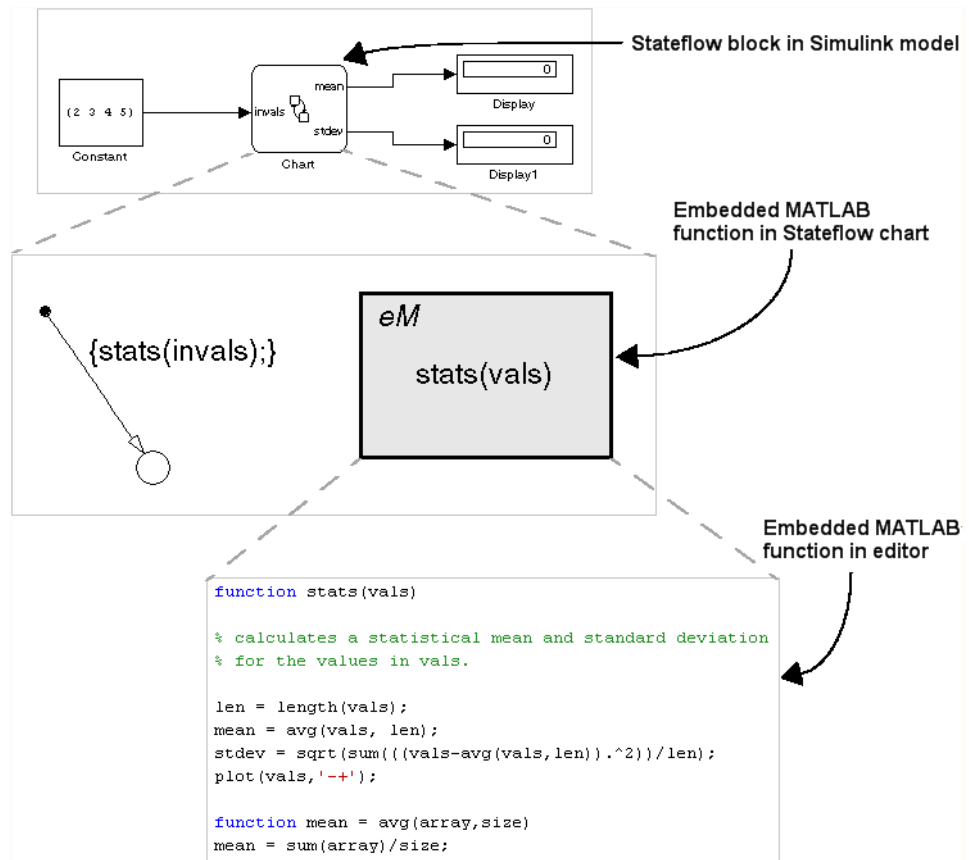 Stateflow block in Simulink model
(2 3 4 5)
Constant
invals
mean
stdev
Chart
0
Display
0
Display1
Embedded MATLAB
function in Stateflow chart
{stats(invals);}
eM
stats(vals)
Embedded MATLAB
function in editor
function stats(vals)
% calculates a statistical mean and standard deviation
% for the values in vals.
len = length(vals);
mean = avg(vals, len);
stdev = sqrt(sum(((vals-avg(vals,len)).^2))/len);
plot(vals,'-+');
function mean = avg(array,size)
mean = sum(array)/size;